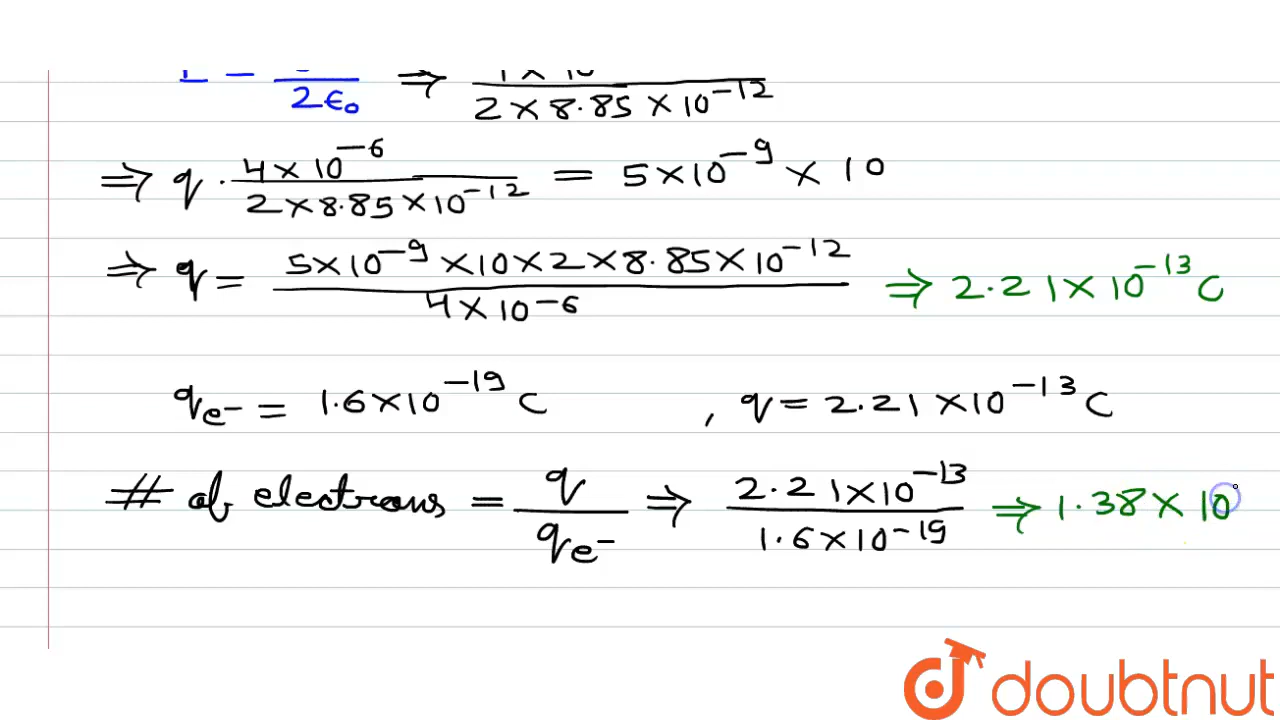 2ϵ₀ ⇒ 2 × 8.85 × 10⁻¹²
⇒ q · 4 × 10⁻⁶ / 2 × 8.85 × 10⁻¹² = 5 × 10⁻⁹ × 10
⇒ q = 5 × 10⁻⁹ × 10 × 2 × 8.85 × 10⁻¹² / 4 × 10⁻⁶ ⇒ 2.21 × 10⁻¹³ C
qₑ⁻ = 1.6 × 10⁻¹⁹ C , q = 2.21 × 10⁻¹³ C
# of electrons = q / qₑ⁻ ⇒ 2.21 × 10⁻¹³ / 1.6 × 10⁻¹⁹ ⇒ 1.38 × 10
doubtnut